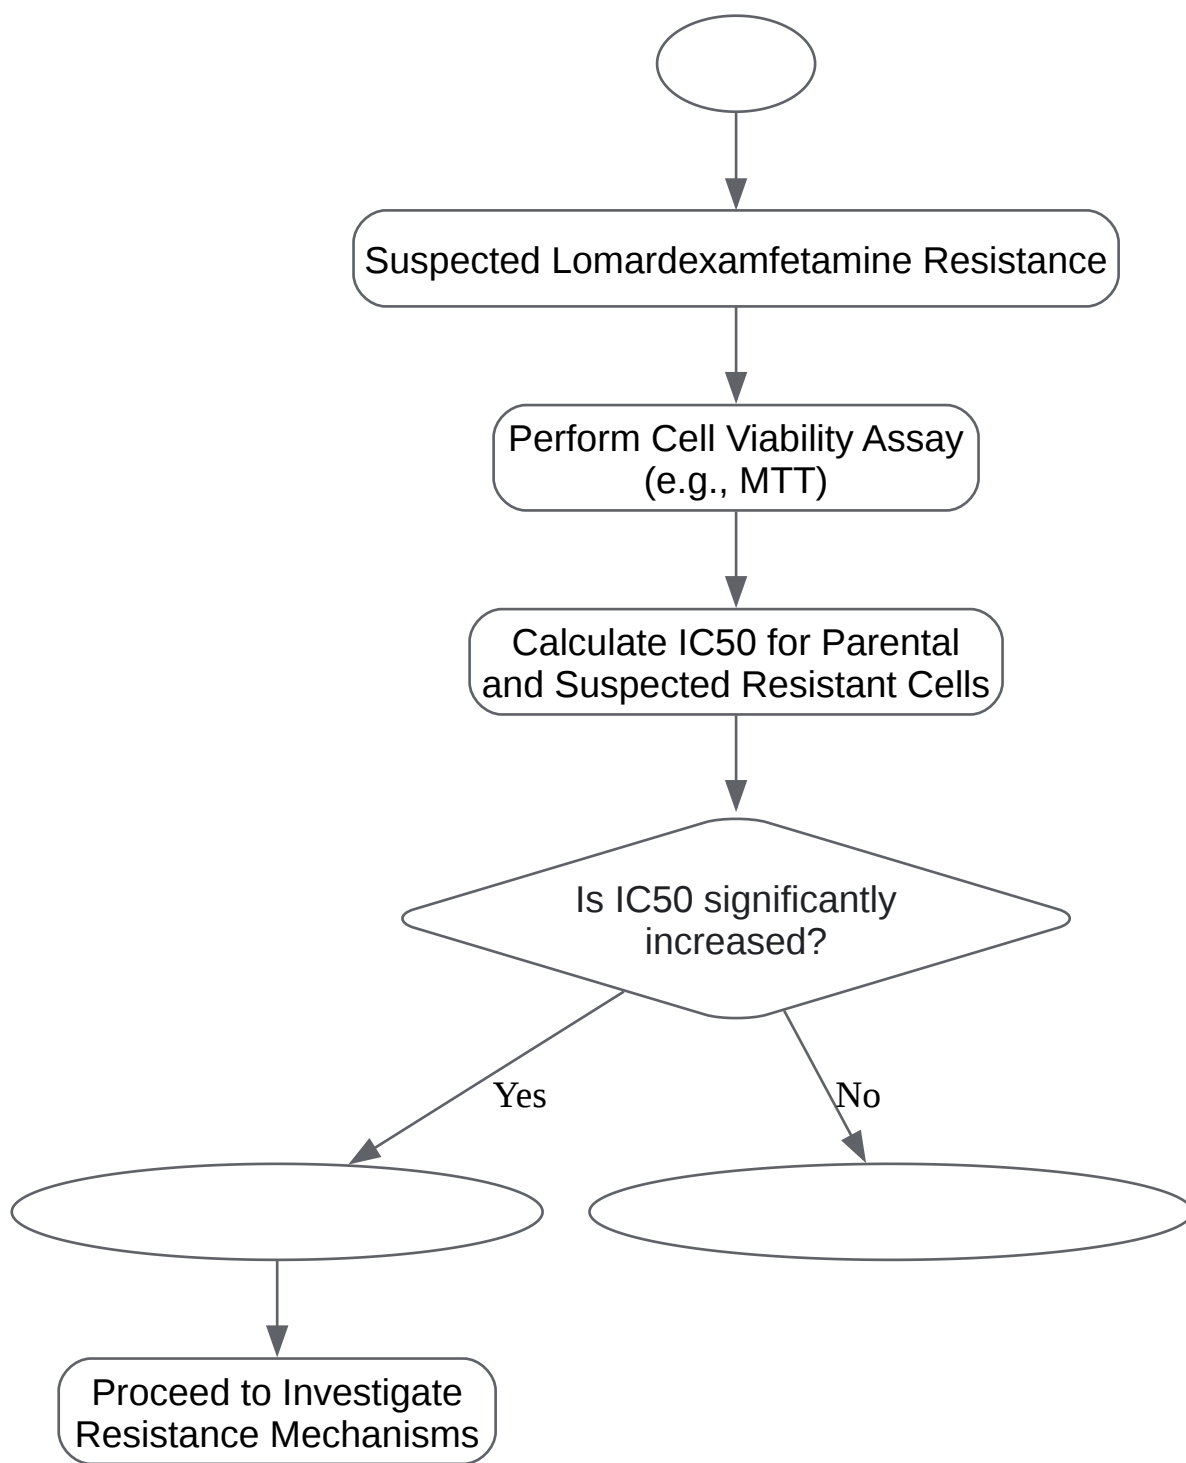 Suspected Lomardexamfetamine Resistance
Perform Cell Viability Assay
(e.g., MTT)
Calculate IC50 for Parental
and Suspected Resistant Cells
Is IC50 significantly
increased?
Yes
No
Proceed to Investigate
Resistance Mechanisms